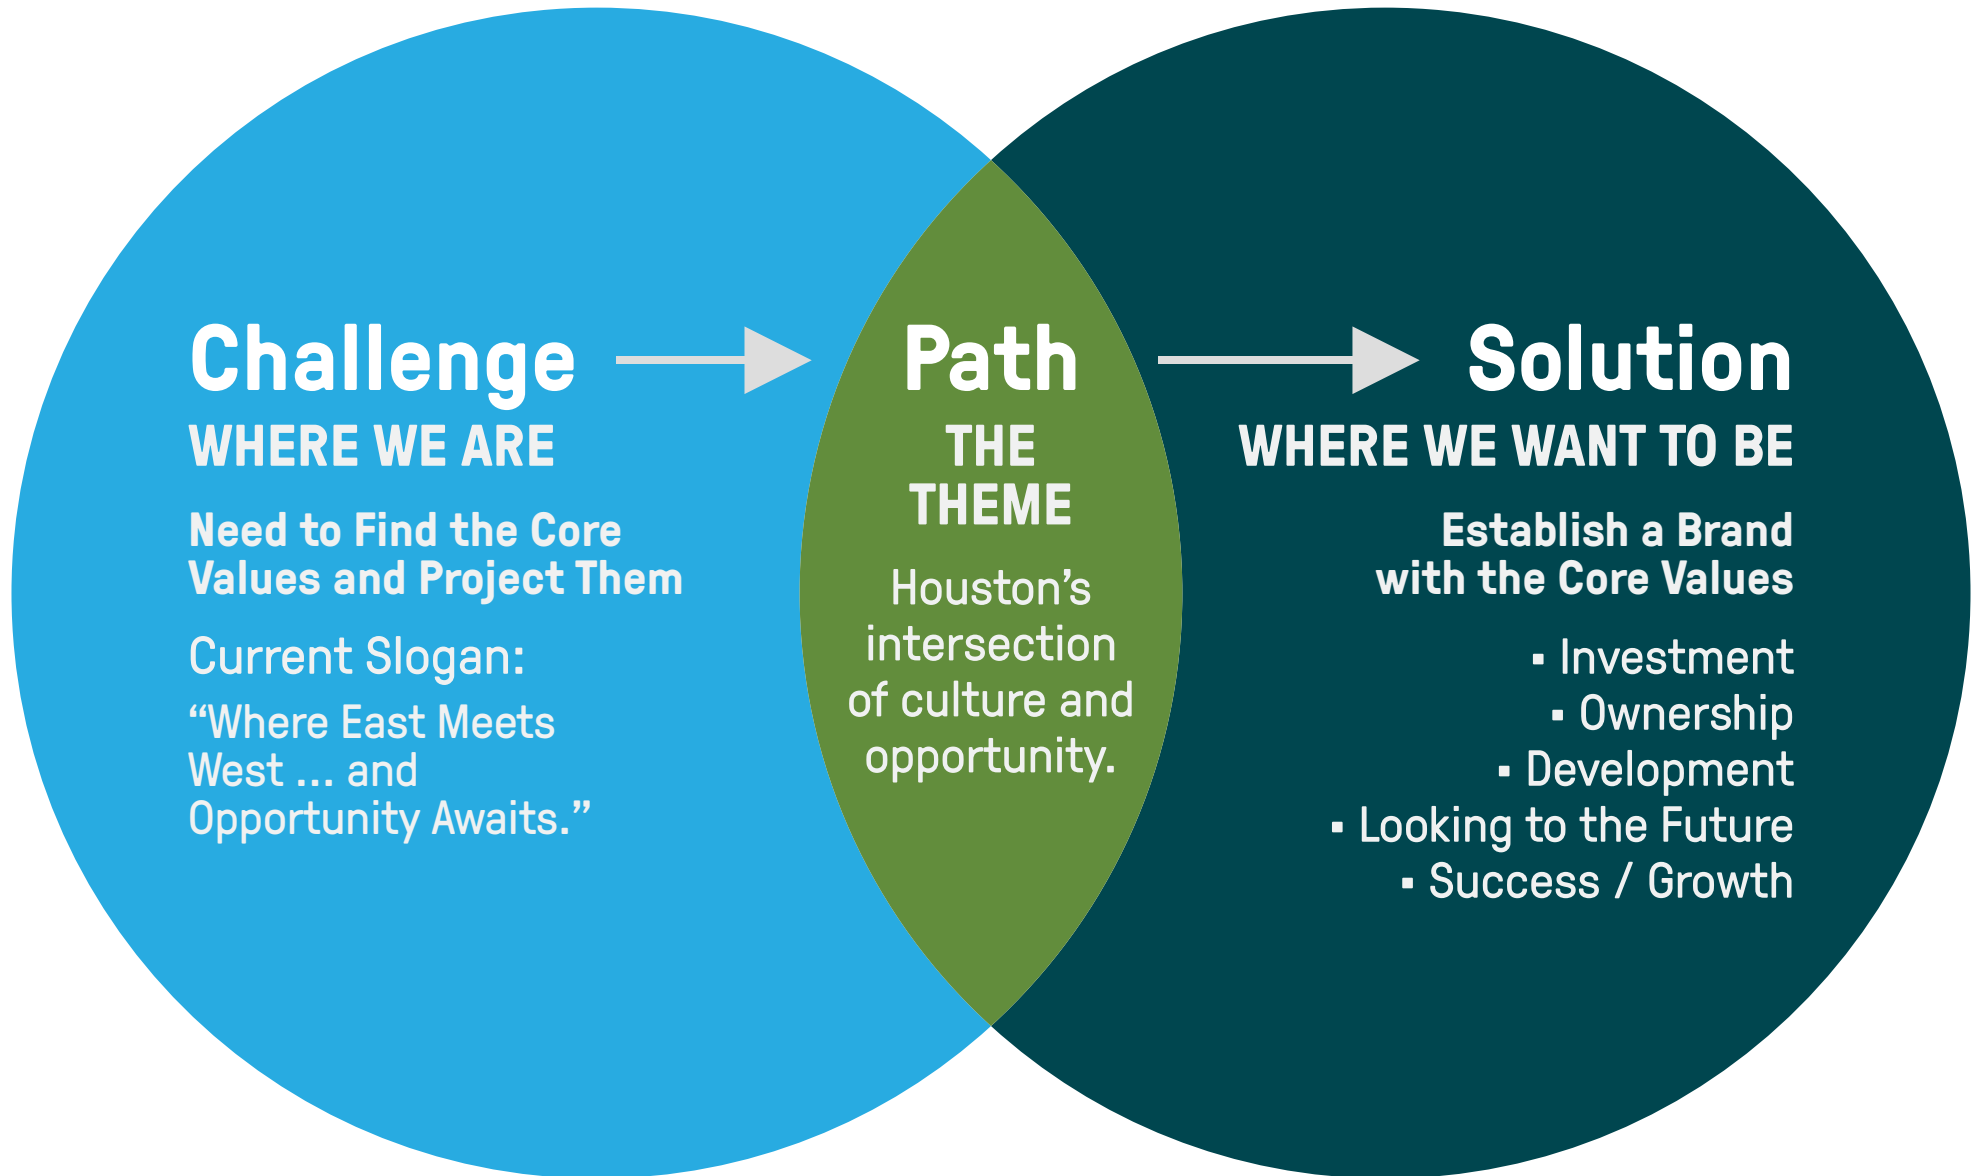 Challenge
WHERE WE ARE
Need to Find the Core
Values and Project Them
Current Slogan:
“Where East Meets
West ... and
Opportunity Awaits.”
Path
THE
THEME
Houston’s
intersection
of culture and
opportunity.
Solution
WHERE WE WANT TO BE
Establish a Brand
with the Core Values
▪ Investment
▪ Ownership
▪ Development
▪ Looking to the Future
▪ Success / Growth